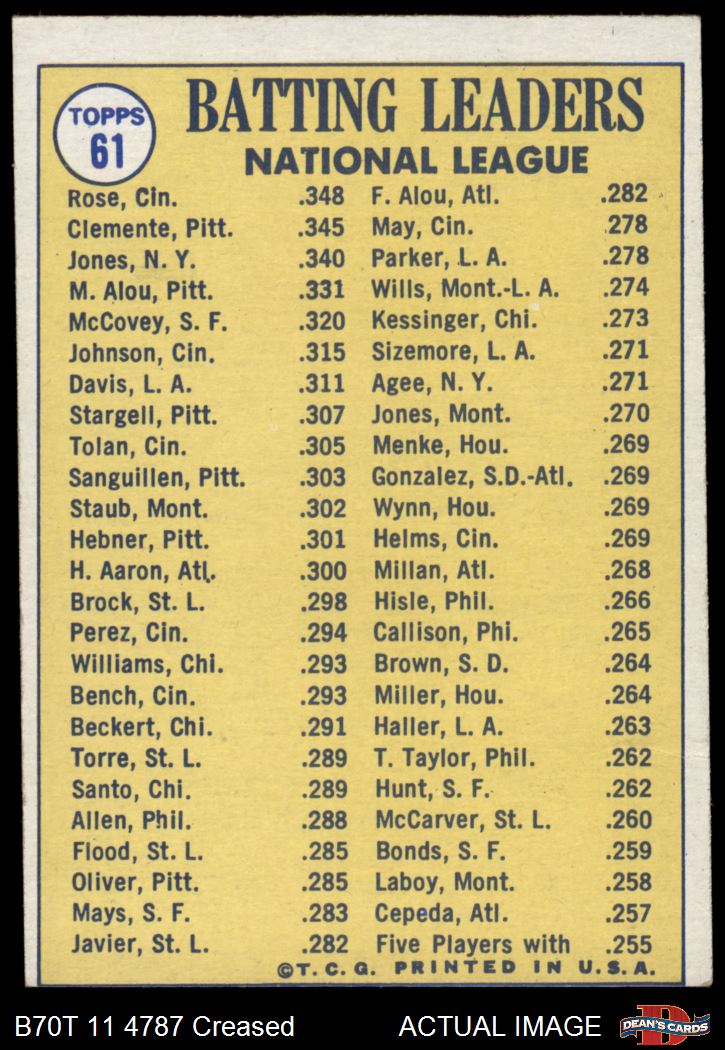 TOPPS
61
BATTING LEADERS
NATIONAL LEAGUE
Rose, Cin. .348
Clemente, Pitt. .345
Jones, N. Y. .340
M. Alou, Pitt. .331
McCovey, S. F. .320
Johnson, Cin. .315
Davis, L. A. .311
Stargell, Pitt. .307
Tolan, Cin. .305
Sanguillen, Pitt. .303
Staub, Mont. .302
Hebner, Pitt. .301
H. Aaron, Atl. .300
Brock, St. L. .298
Perez, Cin. .294
Williams, Chi. .293
Bench, Cin. .293
Beckert, Chi. .291
Torre, St. L. .289
Santo, Chi. .289
Allen, Phil. .288
Flood, St. L. .285
Oliver, Pitt. .285
Mays, S. F. .283
Javier, St. L. .282
F. Alou, Atl. .282
May, Cin. .278
Parker, L. A. .278
Wills, Mont.-L. A. .274
Kessinger, Chi. .273
Sizemore, L. A. .271
Agee, N. Y. .271
Jones, Mont. .270
Menke, Hou. .269
Gonzalez, S.D.-Atl. .269
Wynn, Hou. .269
Helms, Cin. .269
Millan, Atl. .268
Hisle, Phil. .266
Callison, Phi. .265
Brown, S. D. .264
Miller, Hou. .264
Haller, L. A. .263
T. Taylor, Phil. .262
Hunt, S. F. .262
McCarver, St. L. .260
Bonds, S. F. .259
Laboy, Mont. .258
Cepeda, Atl. .257
Five Players with .255
©T. C. G. PRINTED IN U.S.A.
B70T 11 4787 Creased
ACTUAL IMAGE
D
DEAN'S CARDS